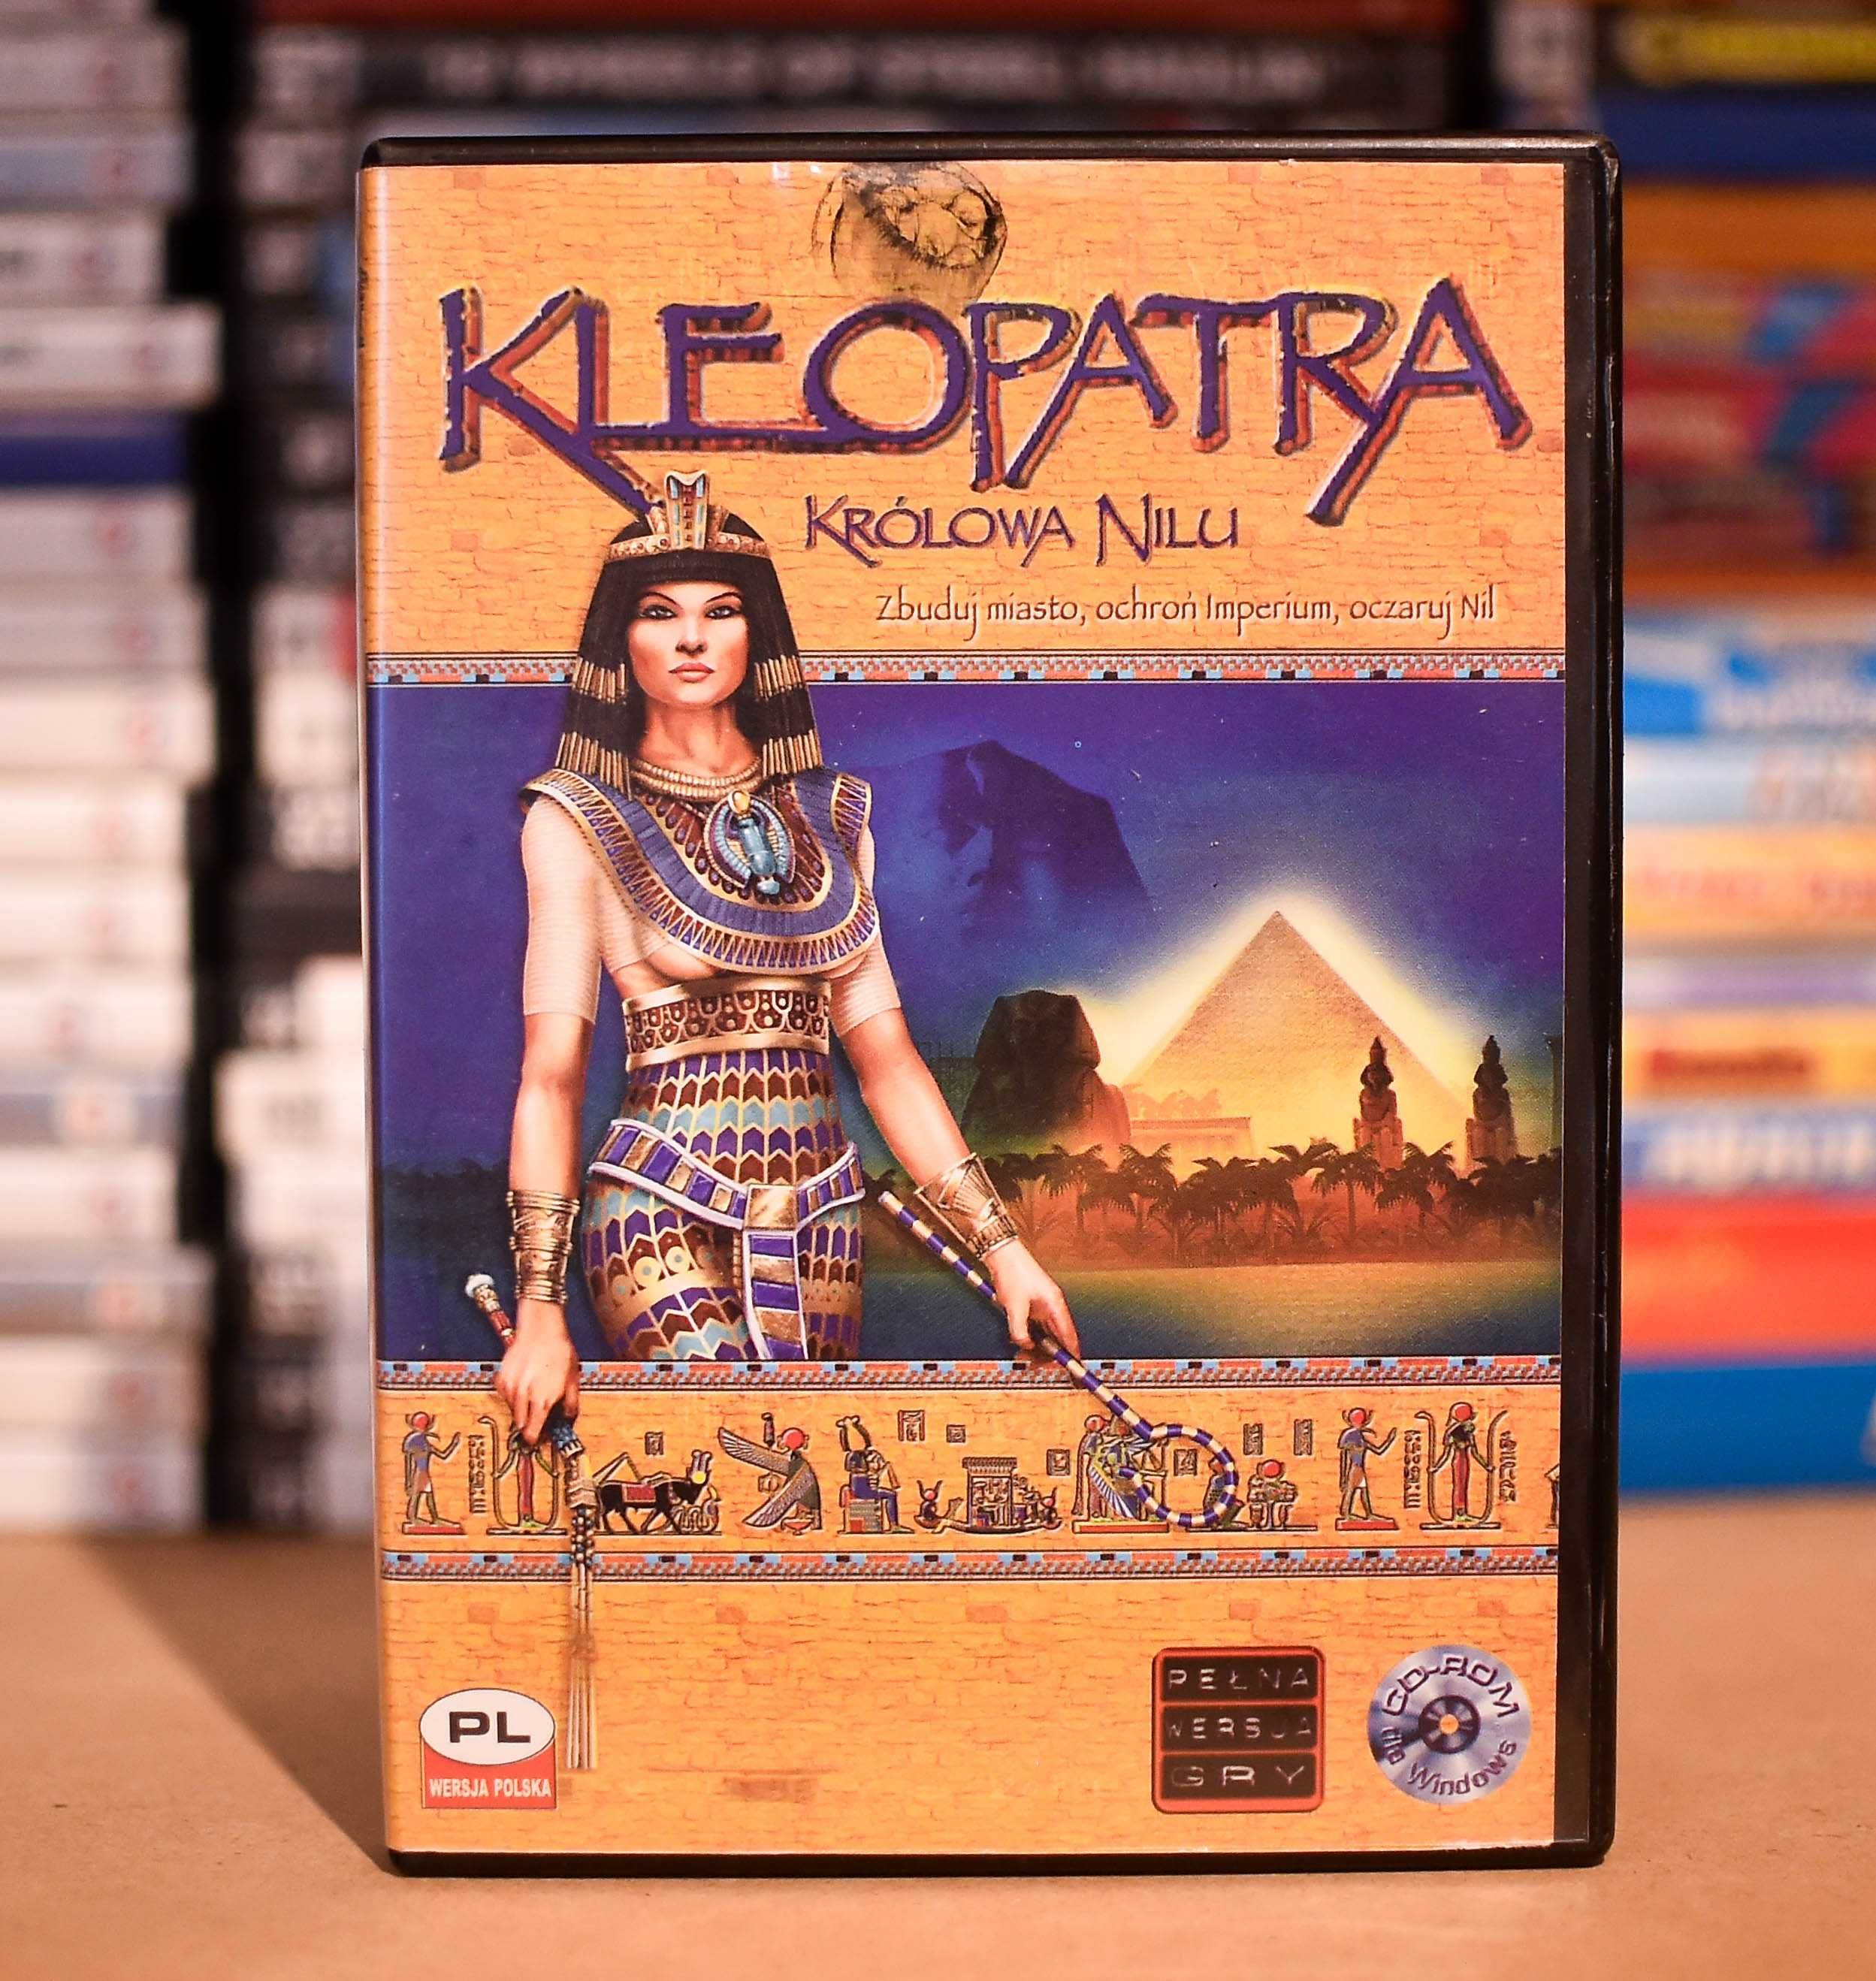 KLEOPATRA
KRÓLOWA NILU
Zbuduj miasto, ochroń Imperium, oczaruj Nil
PL
WERSJA POLSKA
PEŁNA
WERSJA
GRY
CD-ROM
dla Windows